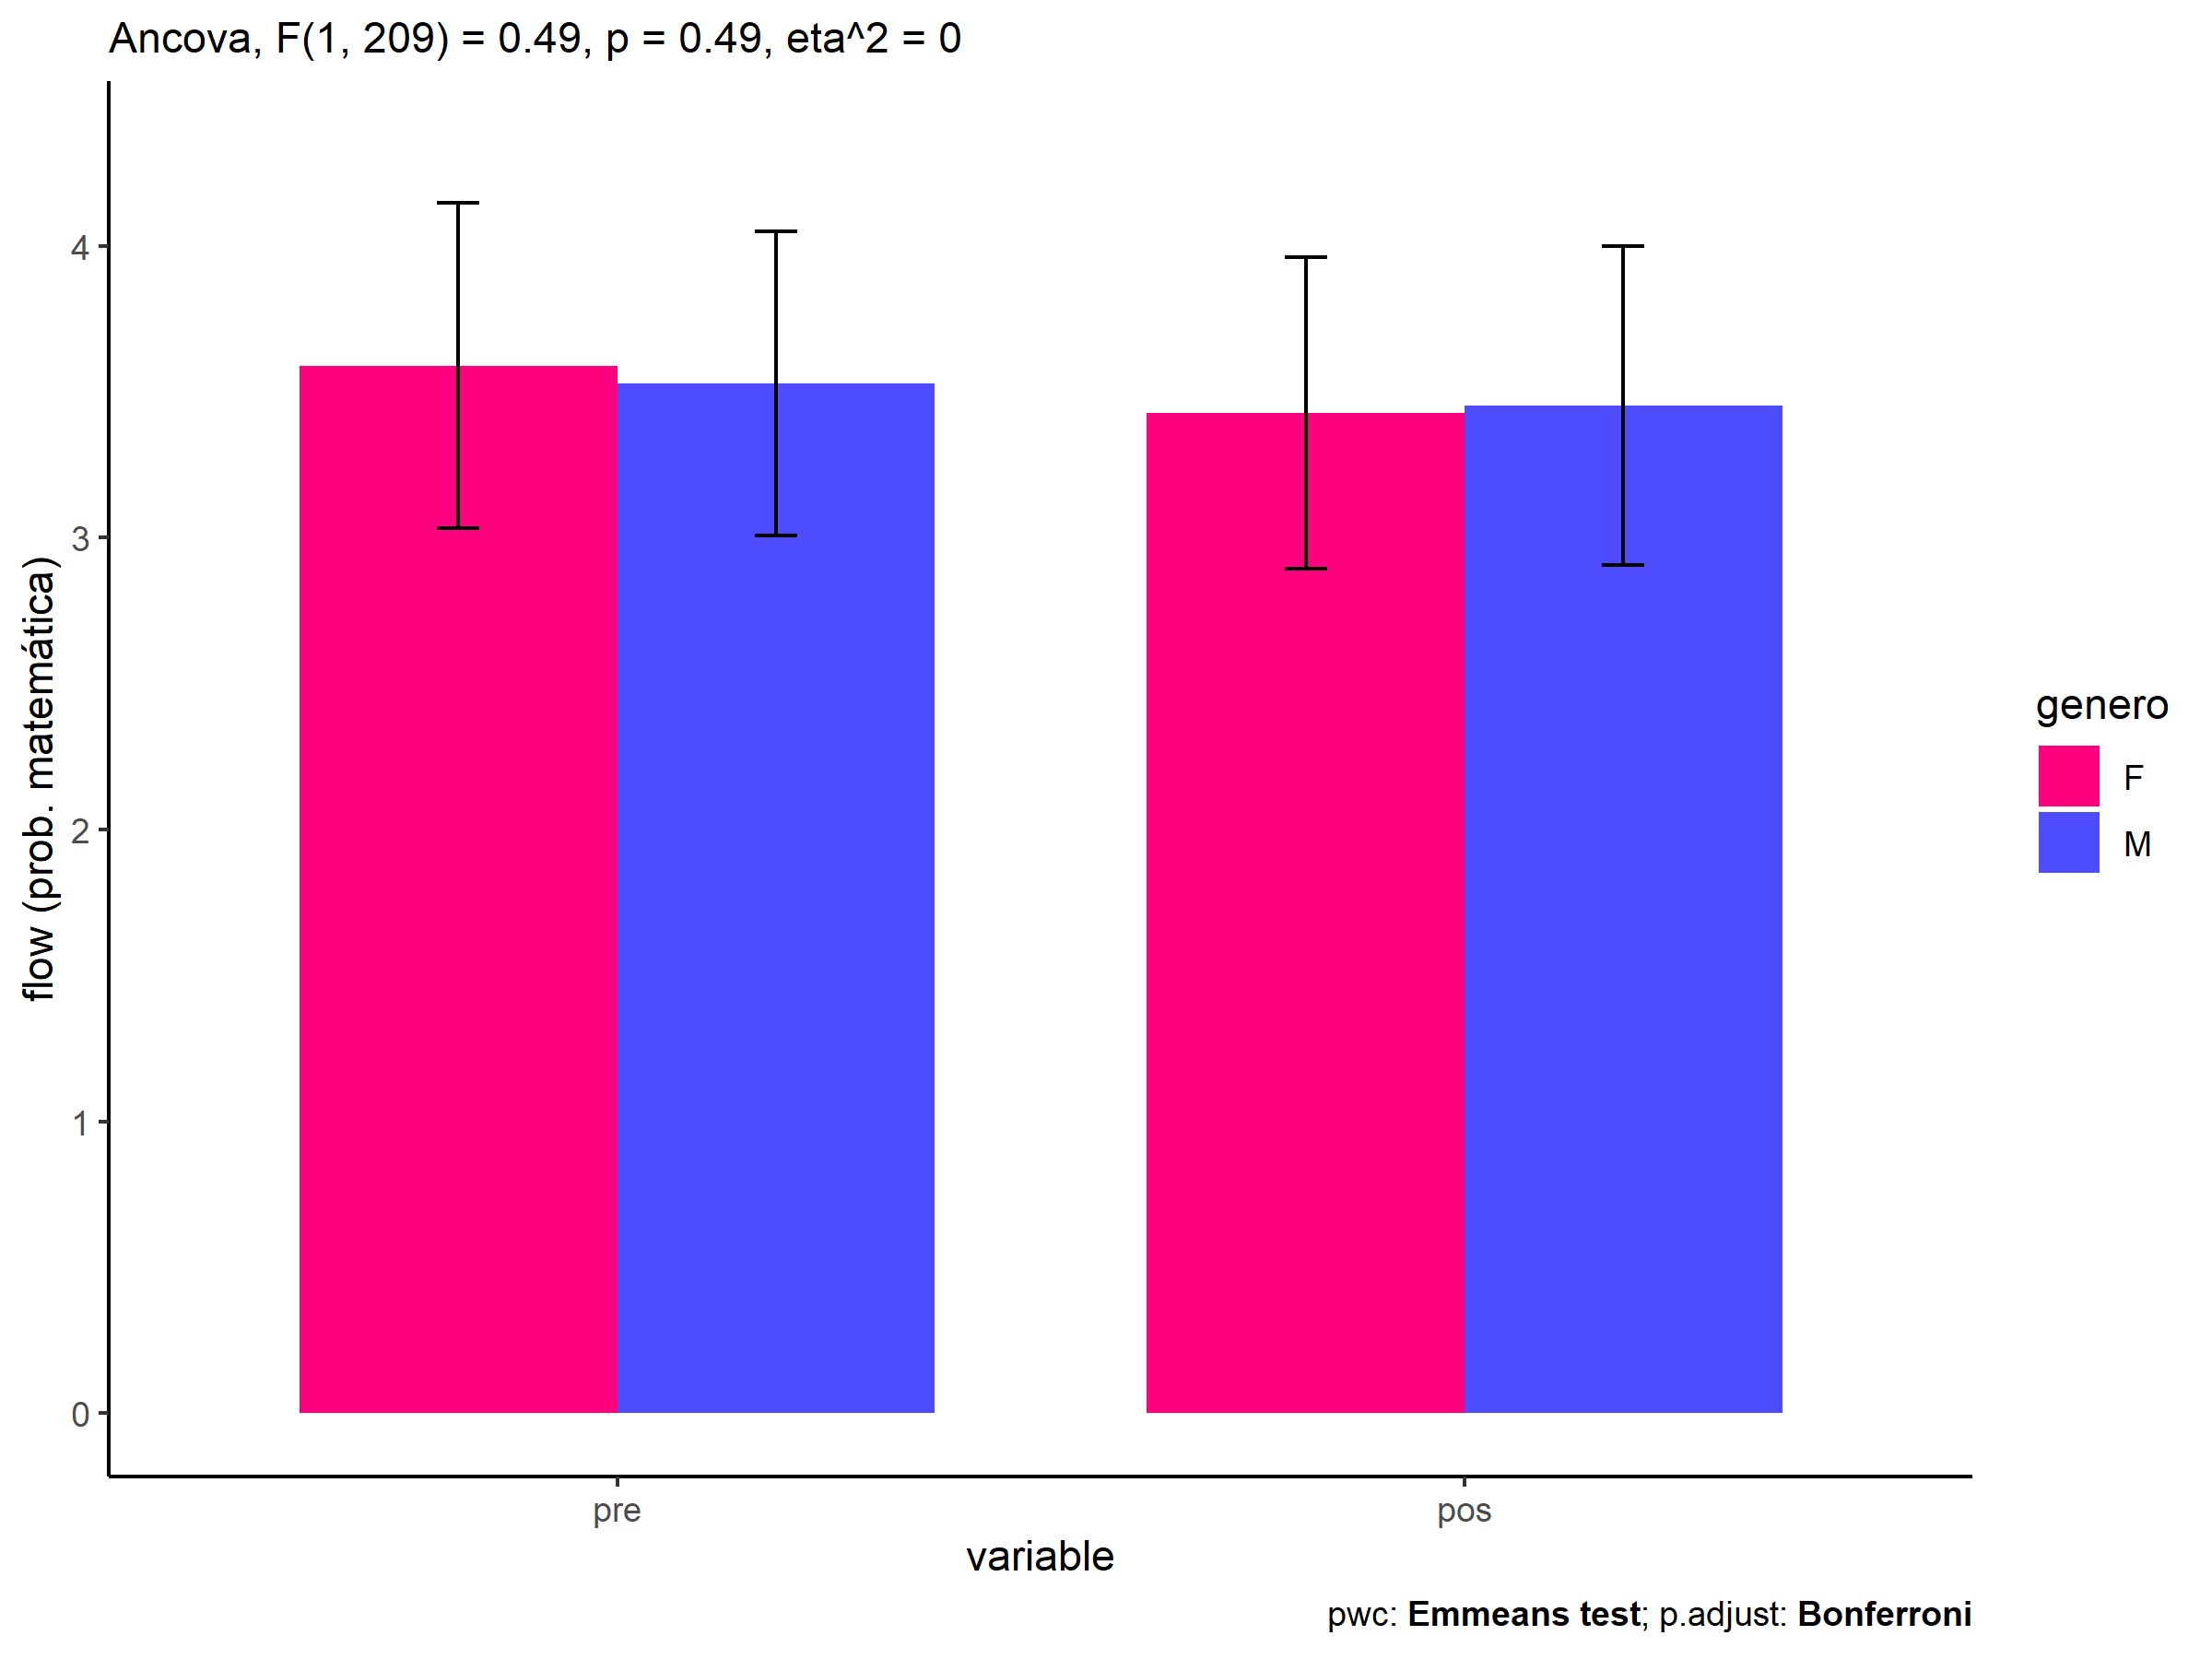 Ancova, F(1, 209) = 0.49, p = 0.49, eta^2 = 0
flow (prob. matemática)
4
3
2
1
0
pre
pos
variable
genero
F
M
pwc: Emmeans test; p.adjust: Bonferroni